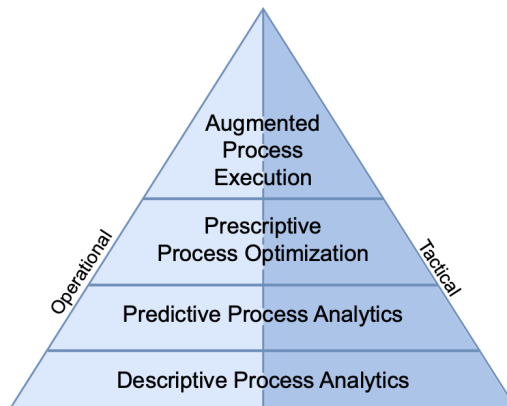 Augmented
Process
Execution
Prescriptive
Process Optimization
Operational
Tactical
Predictive Process Analytics
Descriptive Process Analytics